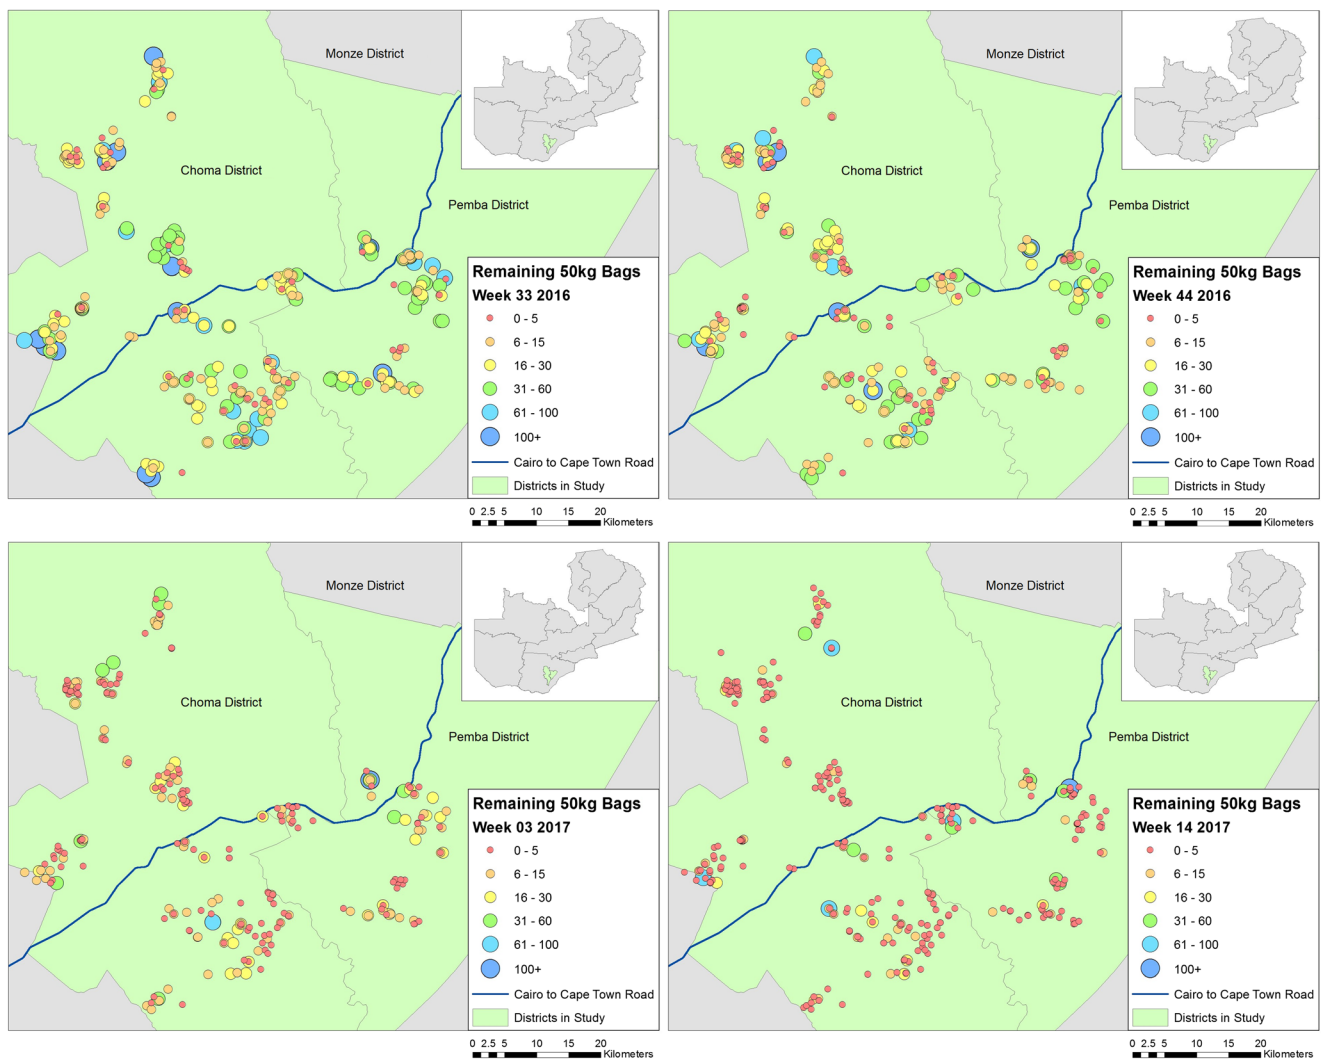 Monze District
Choma District
Pemba District
Remaining 50kg Bags
Week 33 2016
0 - 5
6 - 15
16 - 30
31 - 60
61 - 100
100+
Cairo to Cape Town Road
Districts in Study
0 2.5 5 10 15 20
Kilometers
Monze District
Choma District
Pemba District
Remaining 50kg Bags
Week 44 2016
0 - 5
6 - 15
16 - 30
31 - 60
61 - 100
100+
Cairo to Cape Town Road
Districts in Study
0 2.5 5 10 15 20
Kilometers
Monze District
Choma District
Pemba District
Remaining 50kg Bags
Week 03 2017
0 - 5
6 - 15
16 - 30
31 - 60
61 - 100
100+
Cairo to Cape Town Road
Districts in Study
0 2.5 5 10 15 20
Kilometers
Monze District
Choma District
Pemba District
Remaining 50kg Bags
Week 14 2017
0 - 5
6 - 15
16 - 30
31 - 60
61 - 100
100+
Cairo to Cape Town Road
Districts in Study
0 2.5 5 10 15 20
Kilometers